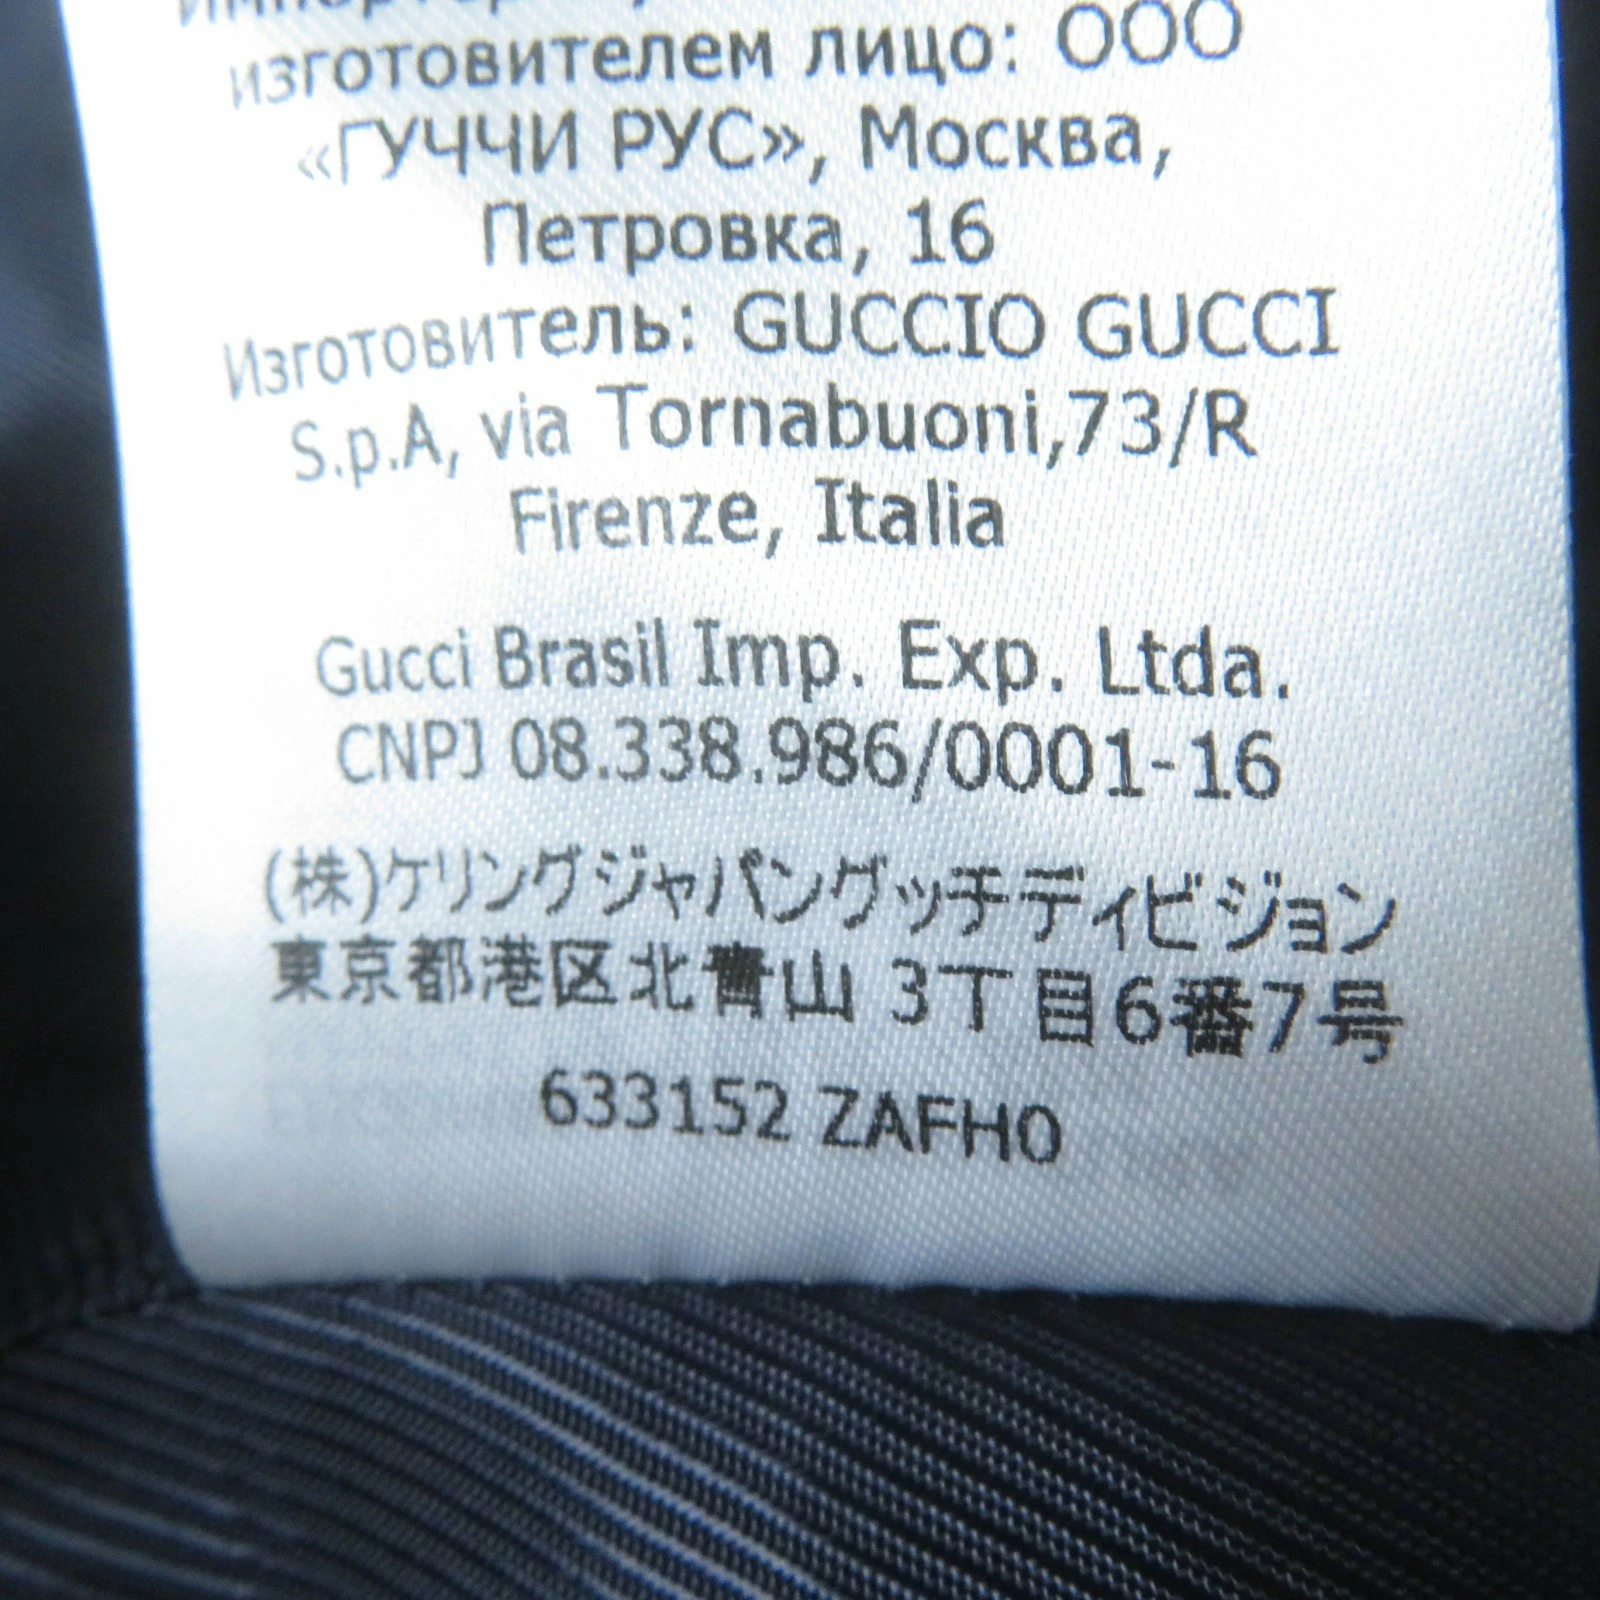 изготовителем лицо: ООО
«ГУЧЧИ РУС», Москва,
Петровка, 16
Изготовитель: GUCCIO GUCCI
S.p.A, via Tornabuoni,73/R
Firenze, Italia
Gucci Brasil Imp. Exp. Ltda.
CNPJ 08.338.986/0001-16
(株)ケリングジャパングッチディビジョン
東京都港区北青山 3丁目6番7号
633152 ZAFHO